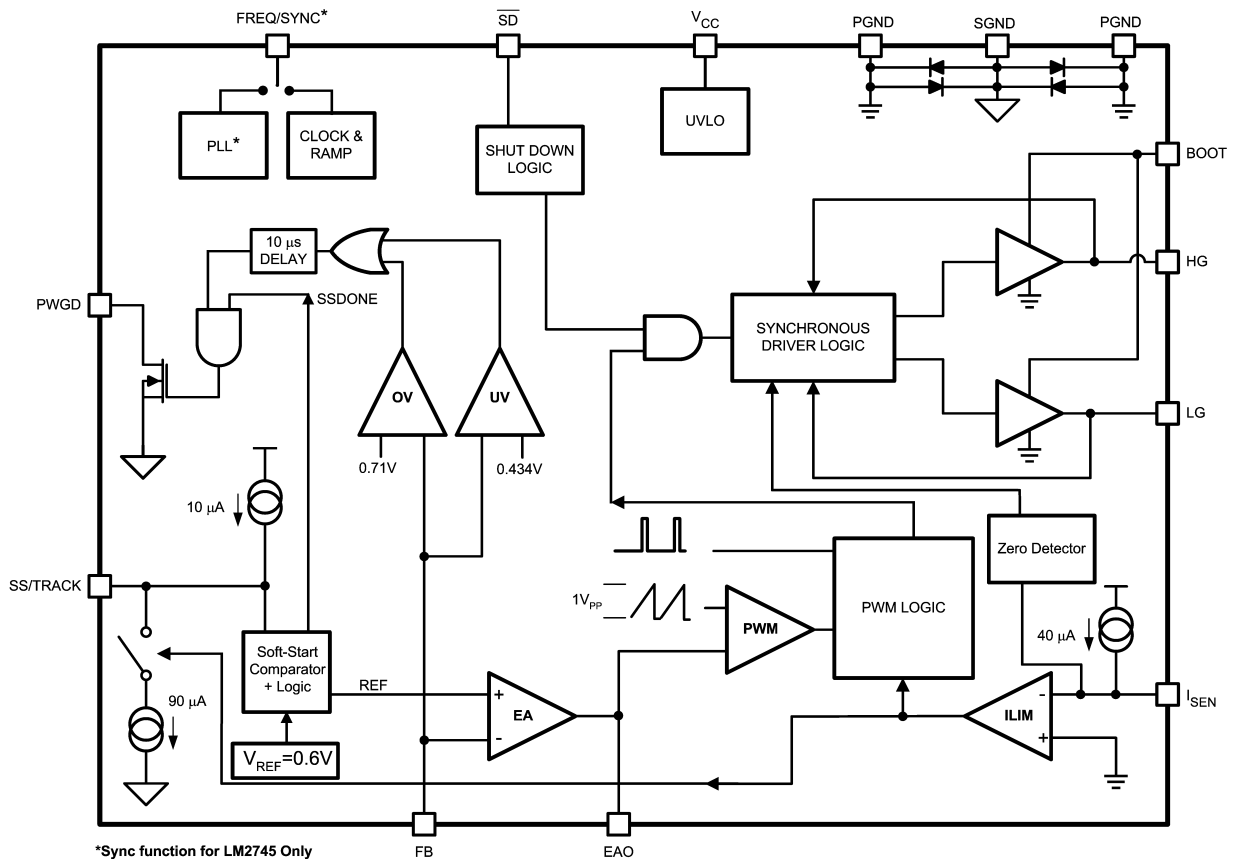 FREQ/SYNC*
SD
VCC
PGND
SGND
PGND
PLL*
CLOCK &
RAMP
SHUT DOWN
LOGIC
UVLO
BOOT
10 μs
DELAY
HG
PWGD
SSDONE
SYNCHRONOUS
DRIVER LOGIC
OV
UV
LG
0.71V
0.434V
10 μA
Zero Detector
SS/TRACK
1VPP
PWM
PWM LOGIC
40 μA
Soft-Start
Comparator
+ Logic
REF
90 μA
+
EA
-
ILIM
-
+
ISEN
VREF=0.6V
*Sync function for LM2745 Only
FB
EAO